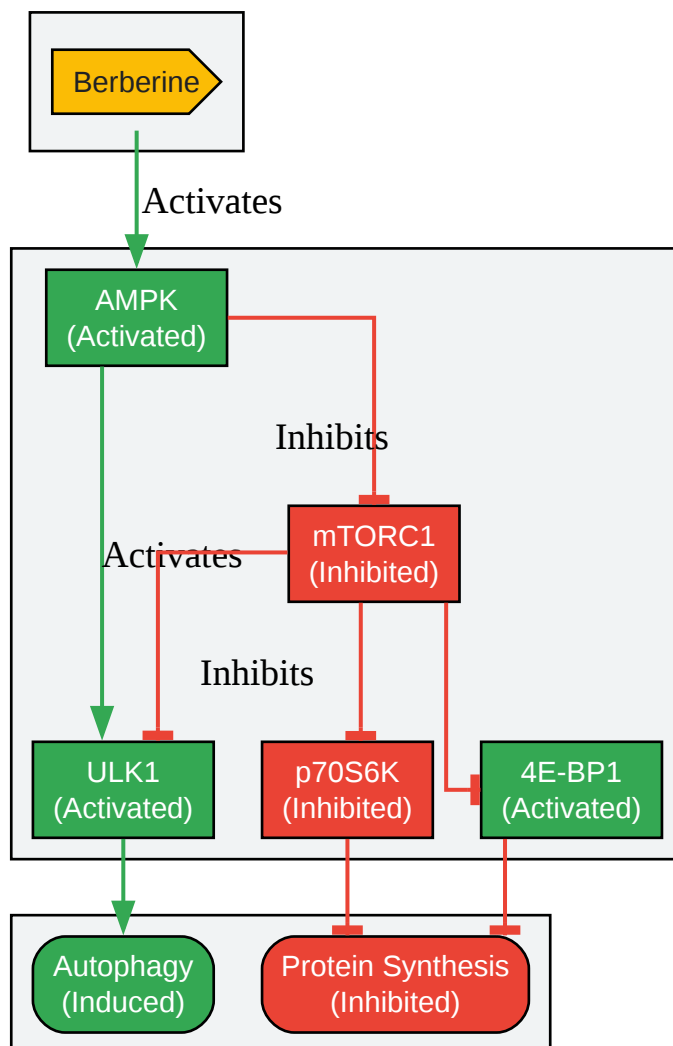 Berberine
Activates
AMPK
(Activated)
Inhibits
mTORC1
(Inhibited)
Activates
Inhibits
ULK1
(Activated)
p70S6K
(Inhibited)
4E-BP1
(Activated)
Autophagy
(Induced)
Protein Synthesis
(Inhibited)